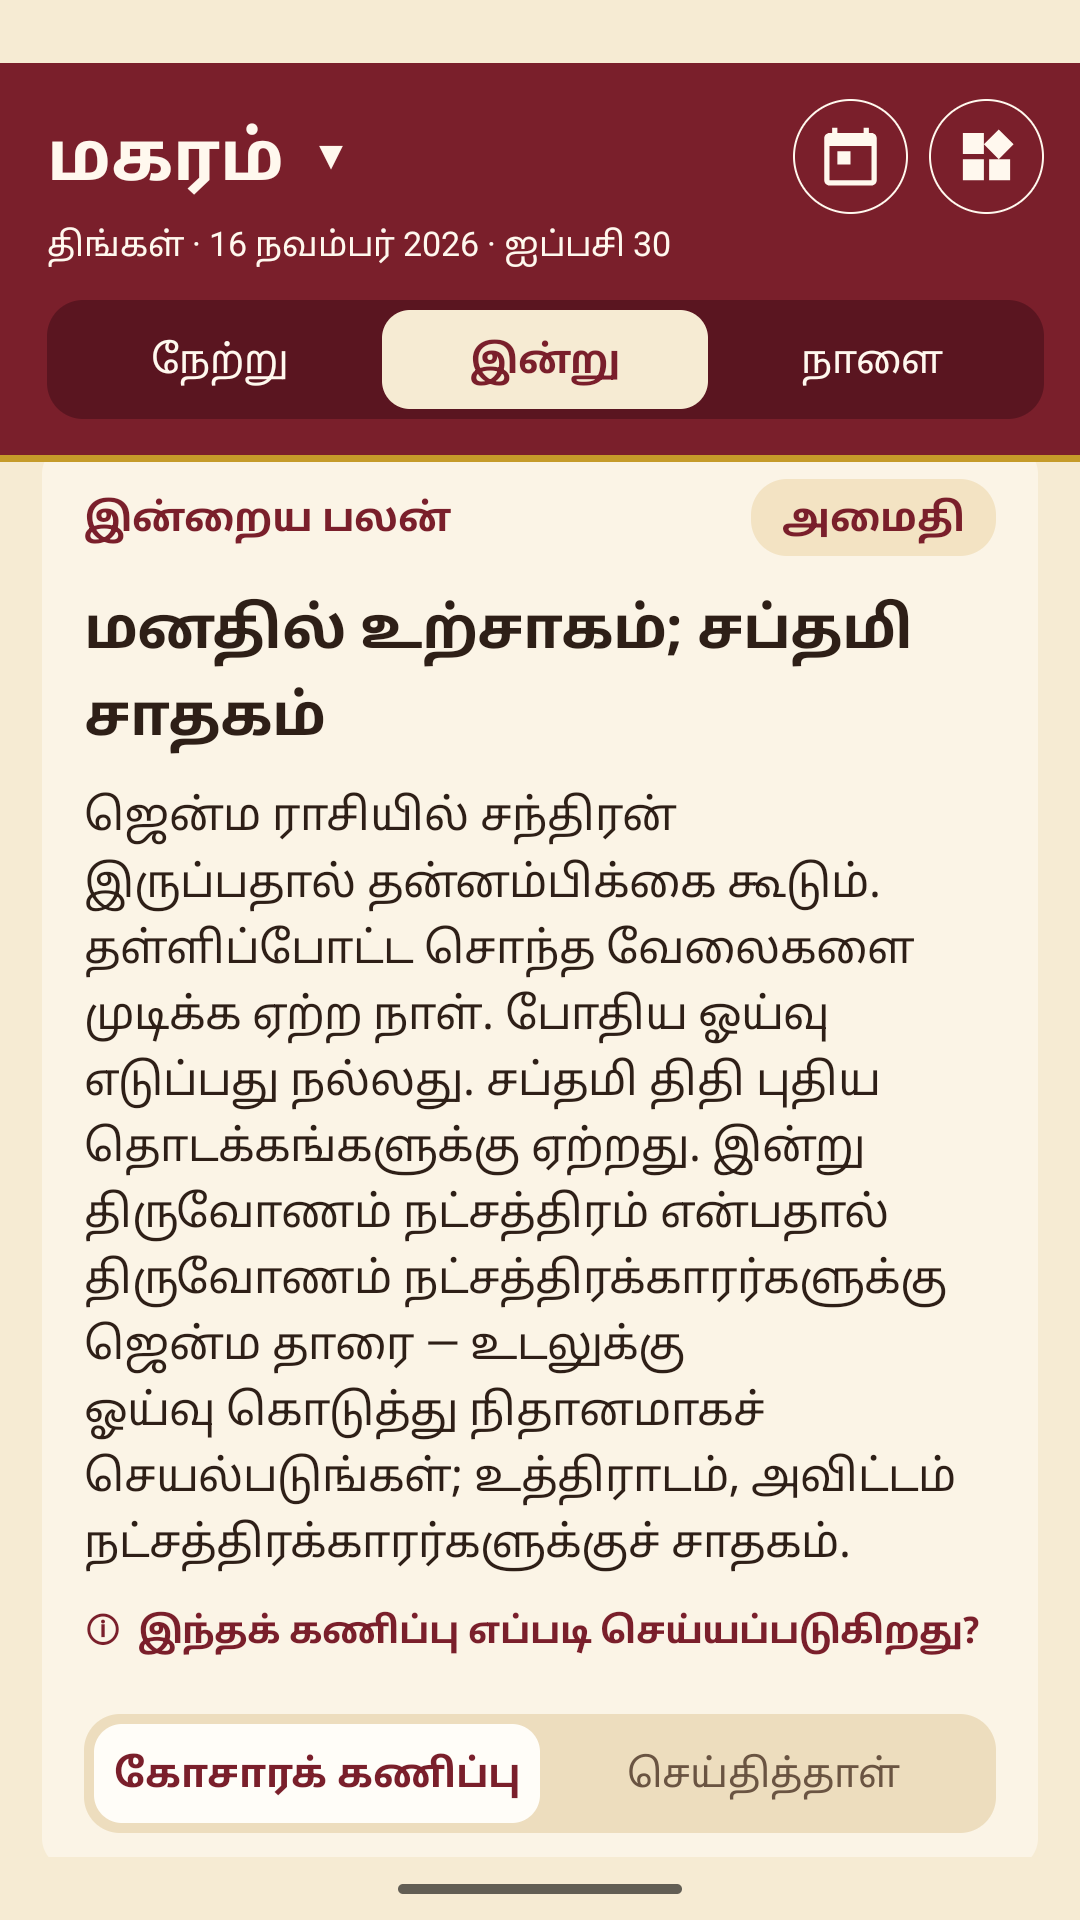 மகரம் ▼
திங்கள் · 16 நவம்பர் 2026 · ஐப்பசி 30
நேற்று
இன்று
நாளை
இன்றைய பலன்
அமைதி
மனதில் உற்சாகம்; சப்தமி
சாதகம்
ஜென்ம ராசியில் சந்திரன்
இருப்பதால் தன்னம்பிக்கை கூடும்.
தள்ளிப்போட்ட சொந்த வேலைகளை
முடிக்க ஏற்ற நாள். போதிய ஓய்வு
எடுப்பது நல்லது. சப்தமி திதி புதிய
தொடக்கங்களுக்கு ஏற்றது. இன்று
திருவோணம் நட்சத்திரம் என்பதால்
திருவோணம் நட்சத்திரக்காரர்களுக்கு
ஜென்ம தாரை – உடலுக்கு
ஓய்வு கொடுத்து நிதானமாகச்
செயல்படுங்கள்; உத்திராடம், அவிட்டம்
நட்சத்திரக்காரர்களுக்குச் சாதகம்.
இந்தக் கணிப்பு எப்படி செய்யப்படுகிறது?
கோசாரக் கணிப்பு
செய்தித்தாள்